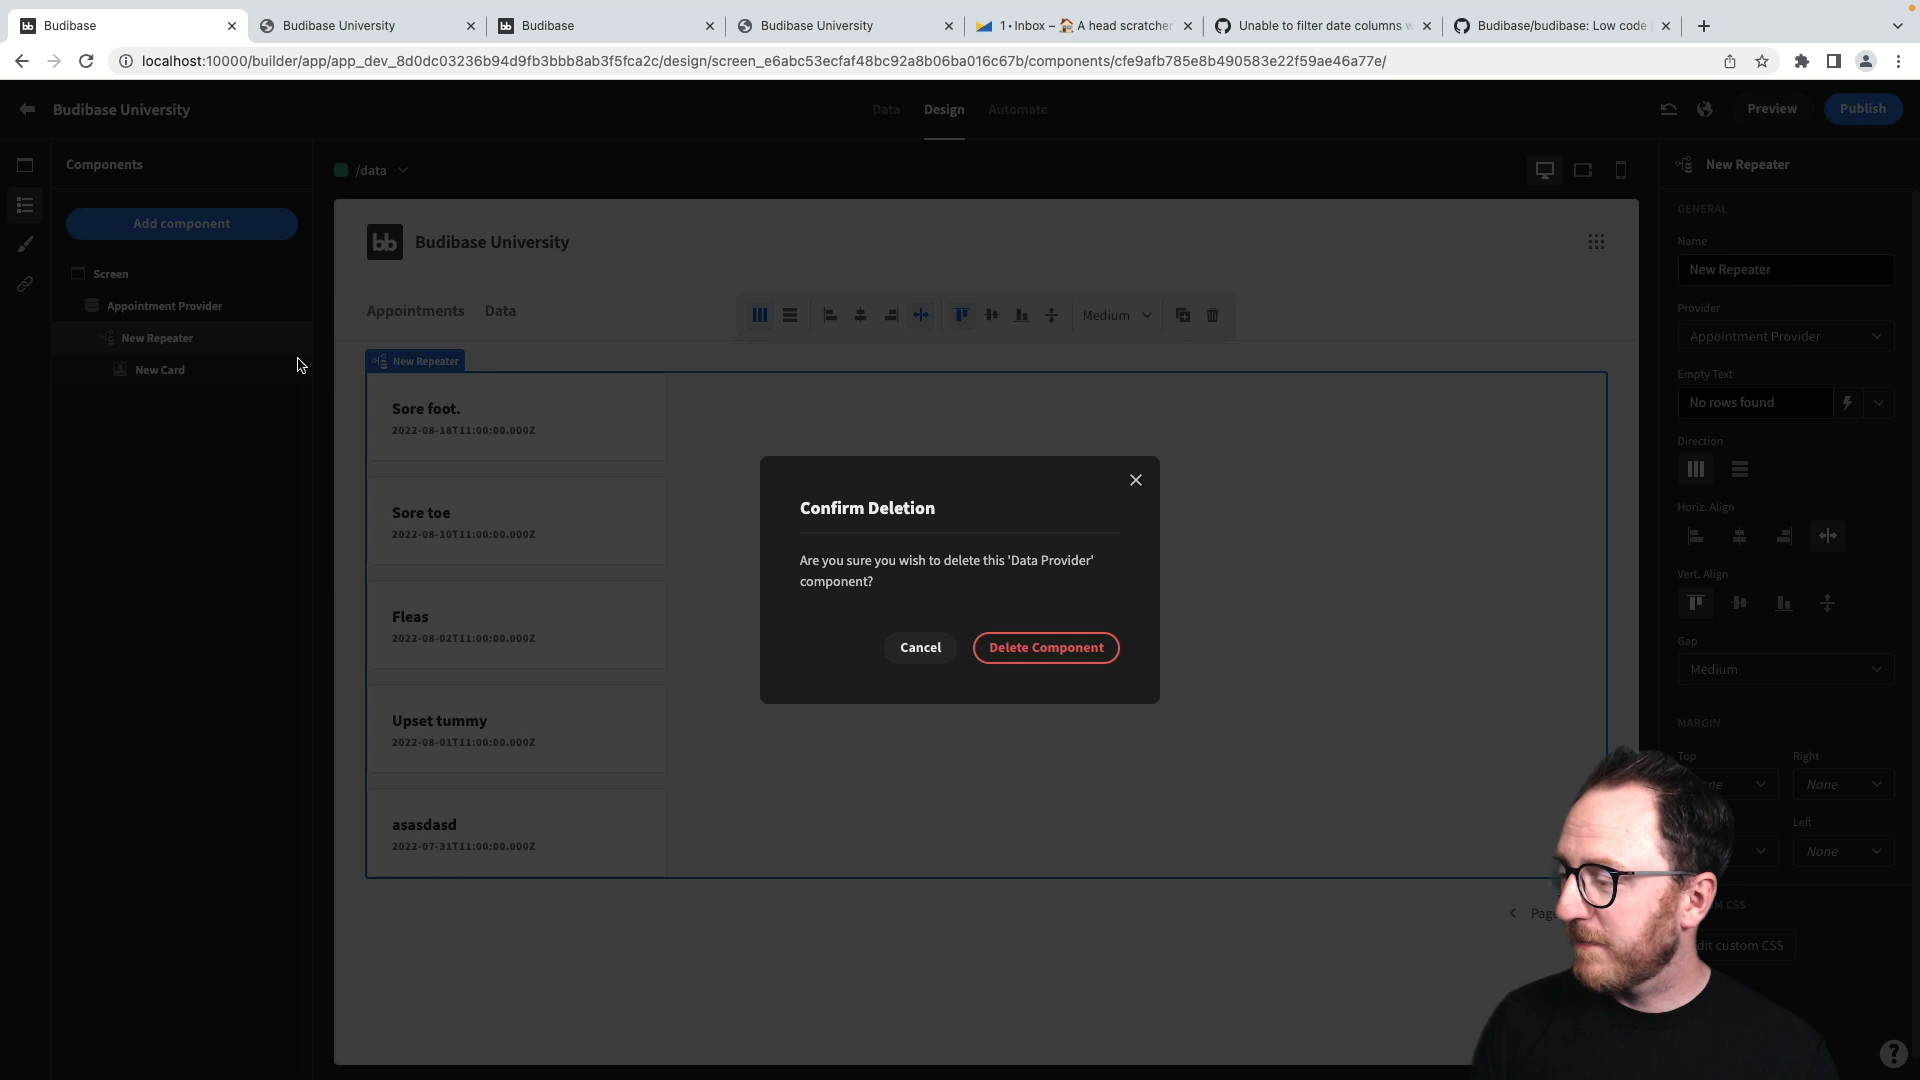 Budibase
Budibase University
Budibase
Budibase University
1 • Inbox – 🏠 A head scratcher
Unable to filter date columns w
Budibase/budibase: Low code
localhost:10000/builder/app/app_dev_8d0dc03236b94d9fb3bbb8ab3f5fca2c/design/screen_e6abc53ecfaf48bc92a8b06ba016c67b/components/cfe9afb785e8b490583e22f59ae46a77e/
Budibase University
Data
Design
Automate
Preview
Publish
Components
/data
New Repeater
Add component
Screen
Appointment Provider
New Repeater
New Card
bb
Budibase University
Appointments
Data
Medium
New Repeater
Sore foot.
2022-08-18T11:00:00.000Z
Sore toe
2022-08-10T11:00:00.000Z
Fleas
2022-08-02T11:00:00.000Z
Upset tummy
2022-08-01T11:00:00.000Z
asasdasd
2022-07-31T11:00:00.000Z
Confirm Deletion
Are you sure you wish to delete this 'Data Provider'
component?
Cancel
Delete Component
GENERAL
Name
New Repeater
Provider
Appointment Provider
Empty Text
No rows found
Direction
Horiz. Align
Vert. Align
Gap
Medium
MARGIN
Top
Right
None
Left
None
custom CSS